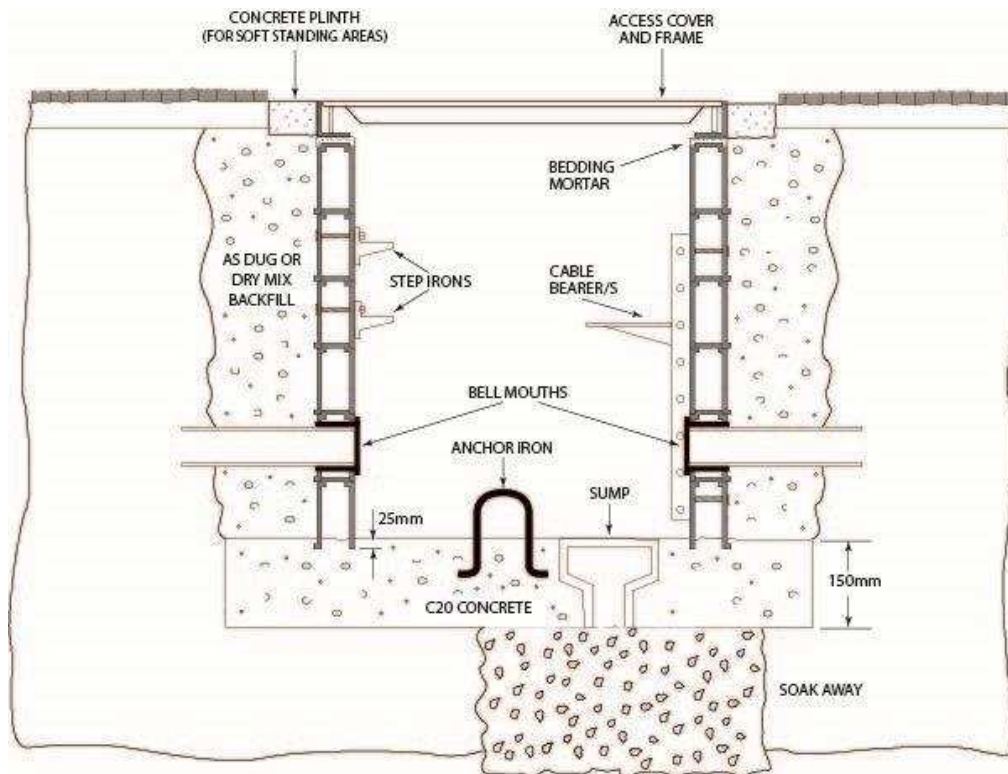 CONCRETE PLINTH
(FOR SOFT STANDING AREAS)
ACCESS COVER
AND FRAME
BEDDING
MORTAR
AS DUG OR
DRY MIX
BACKFILL
STEP IRONS
CABLE
BEARER/S
BELL MOUTHS
ANCHOR IRON
SUMP
25mm
150mm
C20 CONCRETE
SOAK AWAY